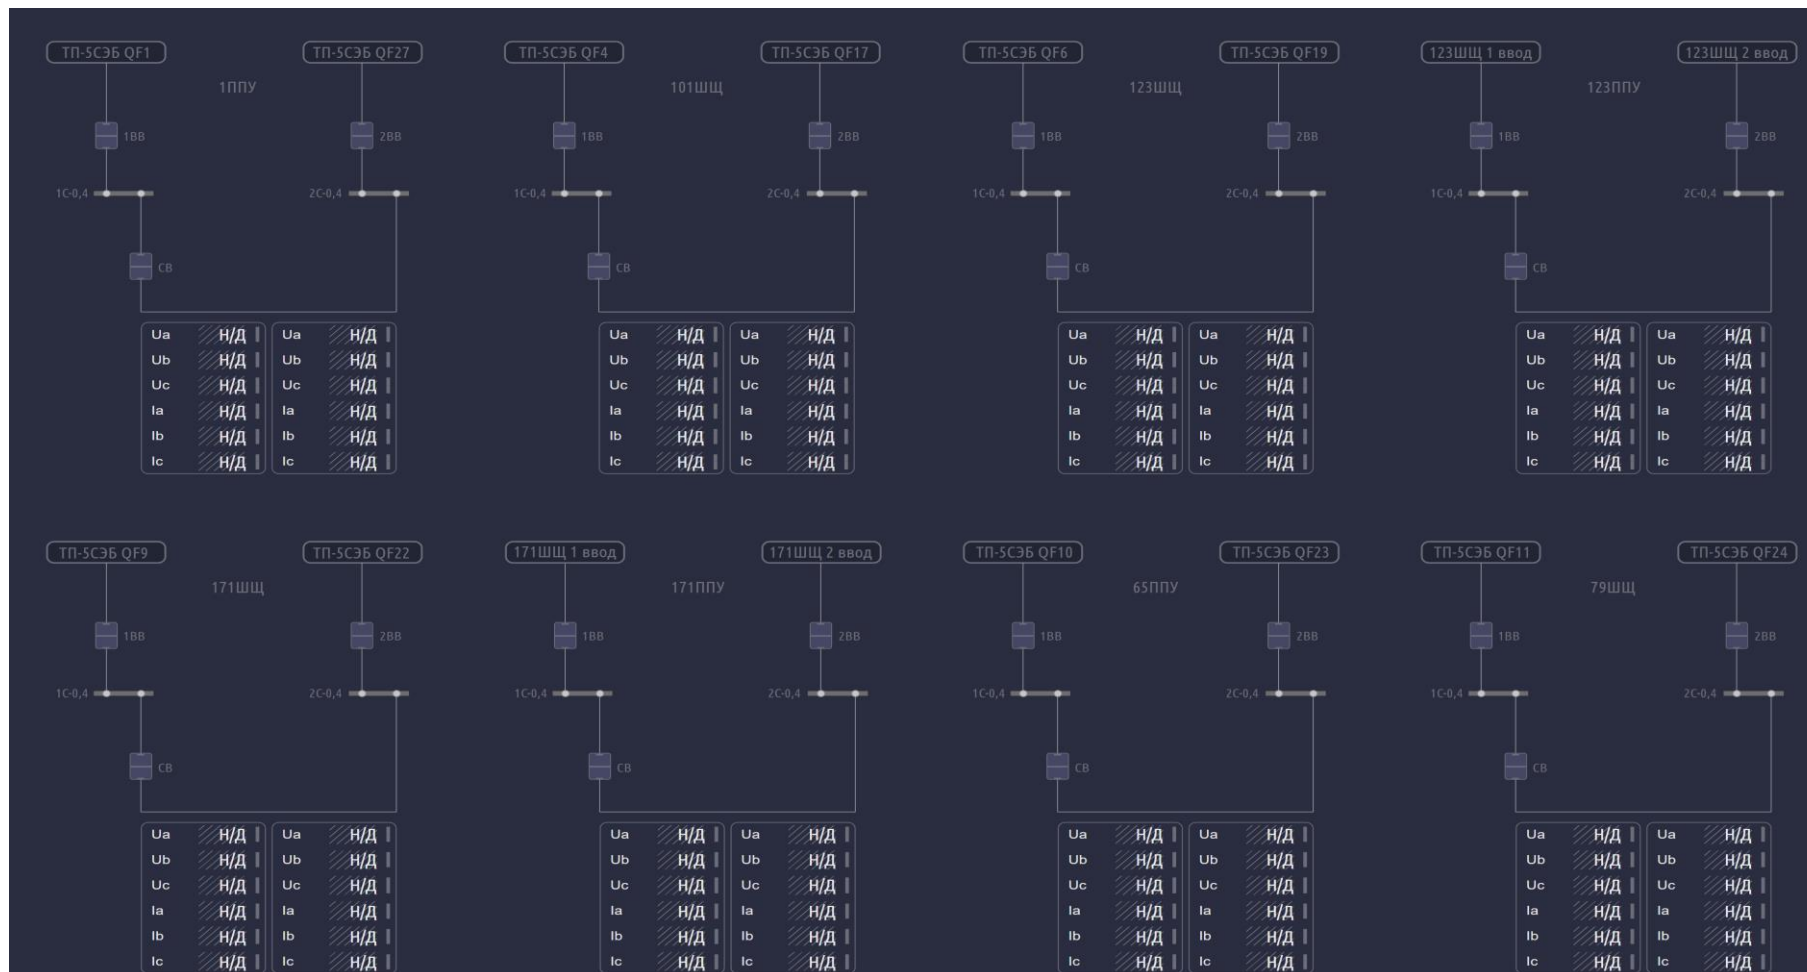 ТП-5СЭБ QF1 ТП-5СЭБ QF27 ТП-5СЭБ QF4 ТП-5СЭБ QF17 ТП-5СЭБ QF6 ТП-5СЭБ QF19 123ШЩ 1 ввод 123ШЩ 2 ввод
1ППУ 101ШЩ 123ШЩ 123ППУ
1ВВ 2ВВ 1ВВ 2ВВ 1ВВ 2ВВ 1ВВ 2ВВ
1С-0,4 2С-0,4 1С-0,4 2С-0,4 1С-0,4 2С-0,4 1С-0,4 2С-0,4
СВ СВ СВ СВ
Ua Н/Д Ua Н/Д Ua Н/Д Ua Н/Д Ua Н/Д Ua Н/Д Ua Н/Д Ua Н/Д
Ub Н/Д Ub Н/Д Ub Н/Д Ub Н/Д Ub Н/Д Ub Н/Д Ub Н/Д Ub Н/Д
Uc Н/Д Uc Н/Д Uc Н/Д Uc Н/Д Uc Н/Д Uc Н/Д Uc Н/Д Uc Н/Д
Ia Н/Д Ia Н/Д Ia Н/Д Ia Н/Д Ia Н/Д Ia Н/Д Ia Н/Д Ia Н/Д
Ib Н/Д Ib Н/Д Ib Н/Д Ib Н/Д Ib Н/Д Ib Н/Д Ib Н/Д Ib Н/Д
Ic Н/Д Ic Н/Д Ic Н/Д Ic Н/Д Ic Н/Д Ic Н/Д Ic Н/Д Ic Н/Д
ТП-5СЭБ QF9 ТП-5СЭБ QF22 171ШЩ 1 ввод 171ШЩ 2 ввод ТП-5СЭБ QF10 ТП-5СЭБ QF23 ТП-5СЭБ QF11 ТП-5СЭБ QF24
171ШЩ 171ППУ 65ППУ 79ШЩ
1ВВ 2ВВ 1ВВ 2ВВ 1ВВ 2ВВ 1ВВ 2ВВ
1С-0,4 2С-0,4 1С-0,4 2С-0,4 1С-0,4 2С-0,4 1С-0,4 2С-0,4
СВ СВ СВ СВ
Ua Н/Д Ua Н/Д Ua Н/Д Ua Н/Д Ua Н/Д Ua Н/Д Ua Н/Д Ua Н/Д
Ub Н/Д Ub Н/Д Ub Н/Д Ub Н/Д Ub Н/Д Ub Н/Д Ub Н/Д Ub Н/Д
Uc Н/Д Uc Н/Д Uc Н/Д Uc Н/Д Uc Н/Д Uc Н/Д Uc Н/Д Uc Н/Д
Ia Н/Д Ia Н/Д Ia Н/Д Ia Н/Д Ia Н/Д Ia Н/Д Ia Н/Д Ia Н/Д
Ib Н/Д Ib Н/Д Ib Н/Д Ib Н/Д Ib Н/Д Ib Н/Д Ib Н/Д Ib Н/Д
Ic Н/Д Ic Н/Д Ic Н/Д Ic Н/Д Ic Н/Д Ic Н/Д Ic Н/Д Ic Н/Д